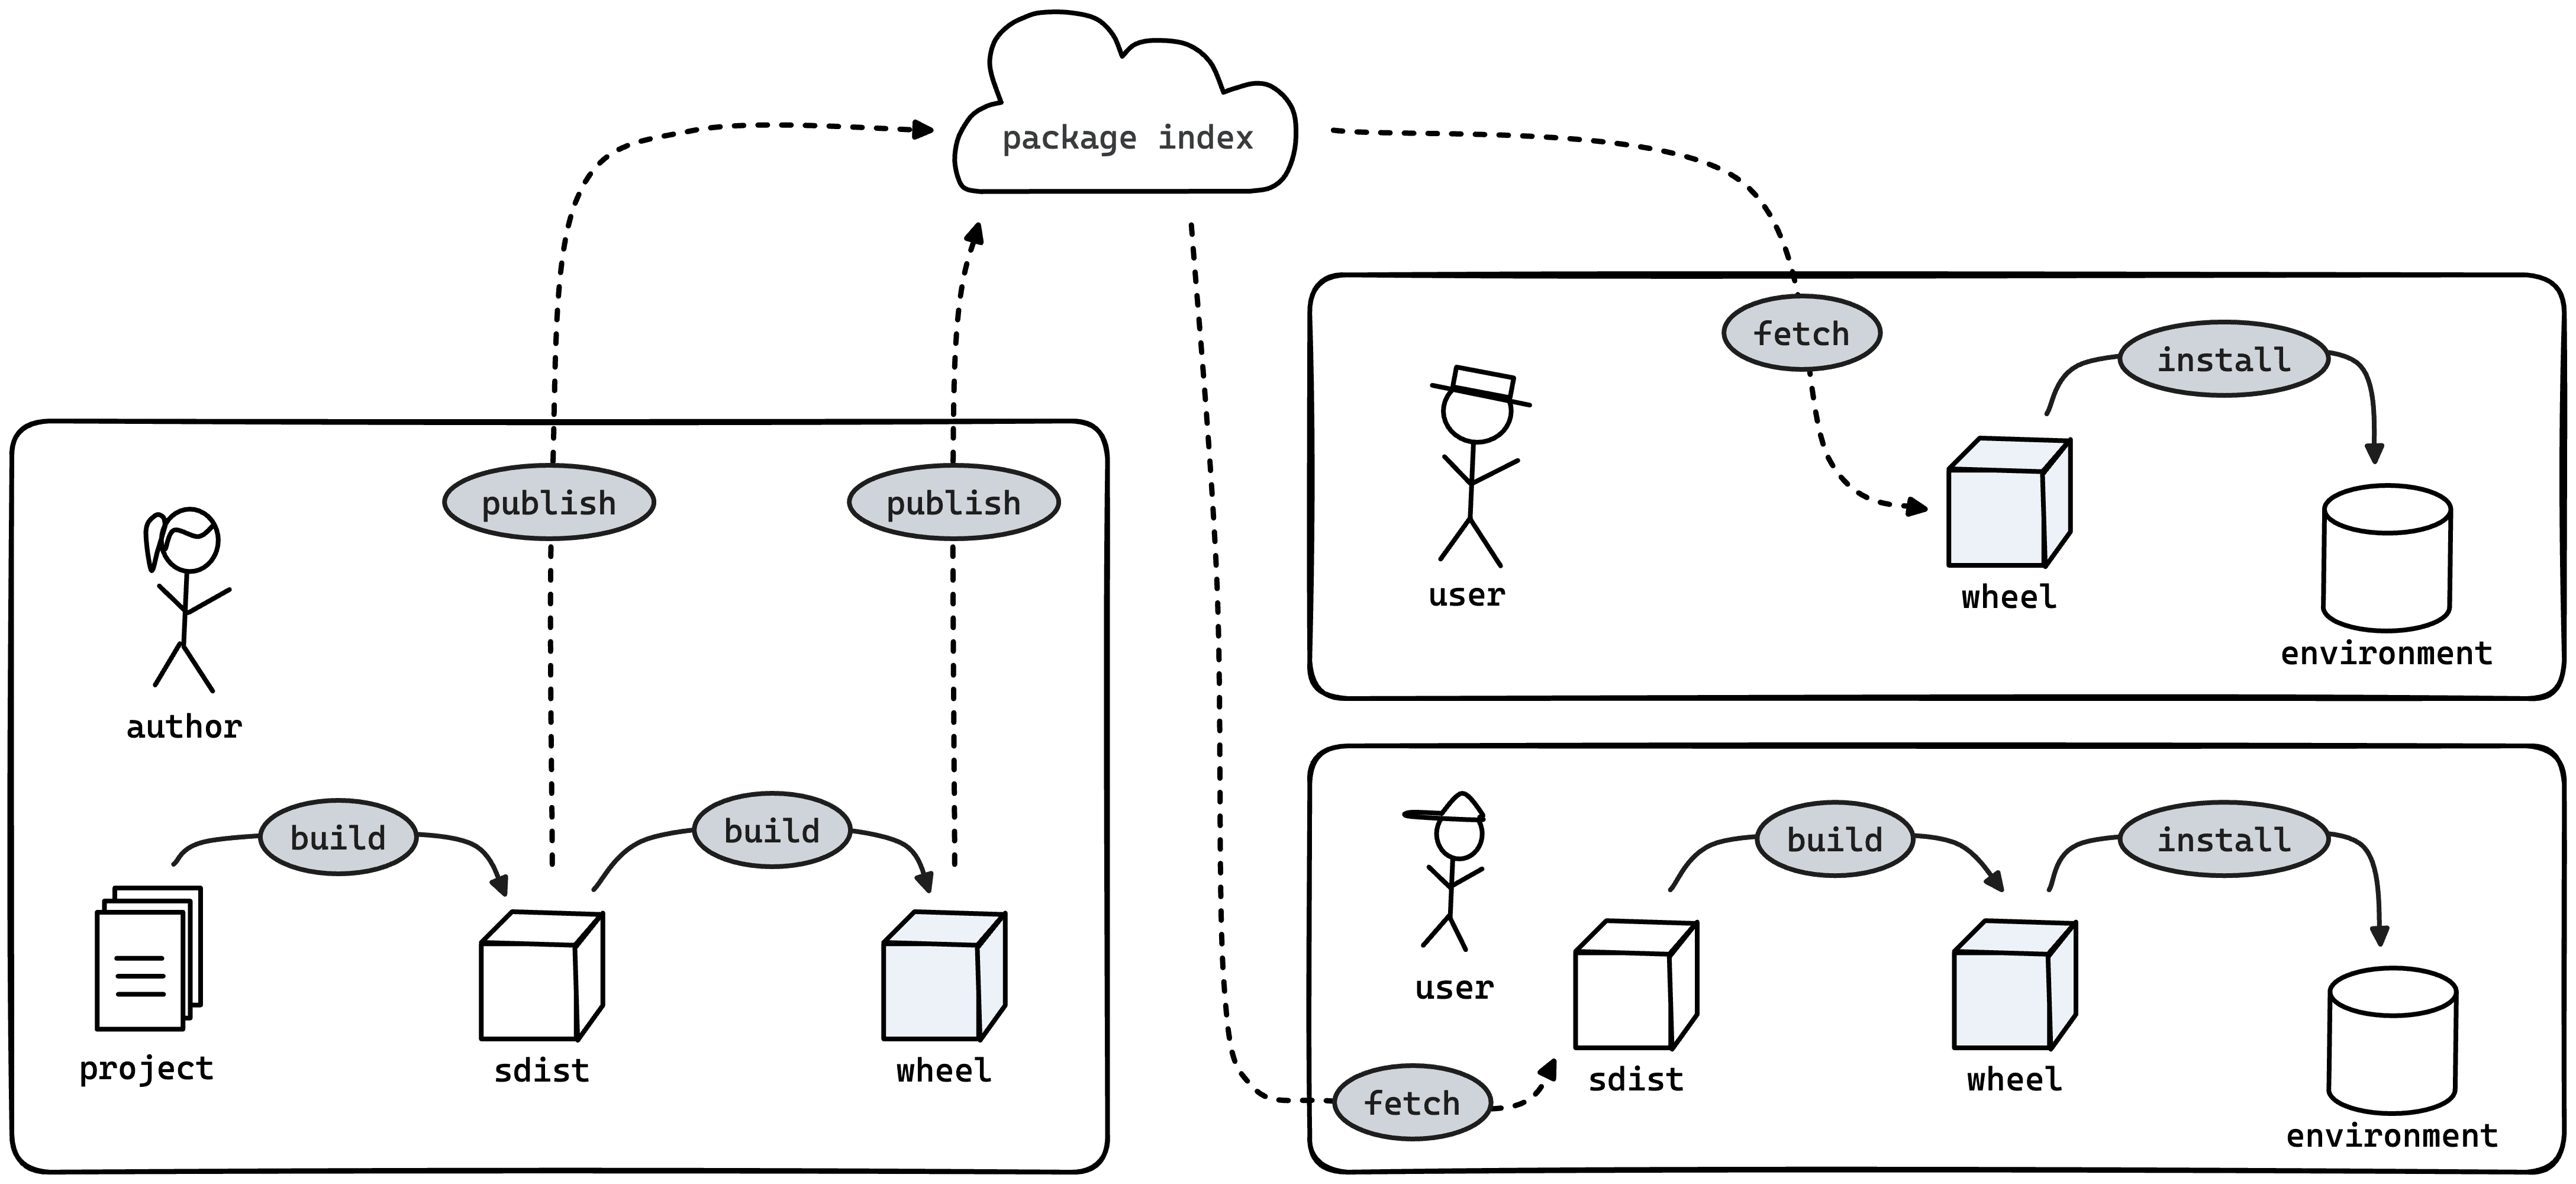 package index
publish
publish
author
build
build
project
sdist
wheel
fetch
install
user
wheel
environment
user
build
install
fetch
sdist
wheel
environment